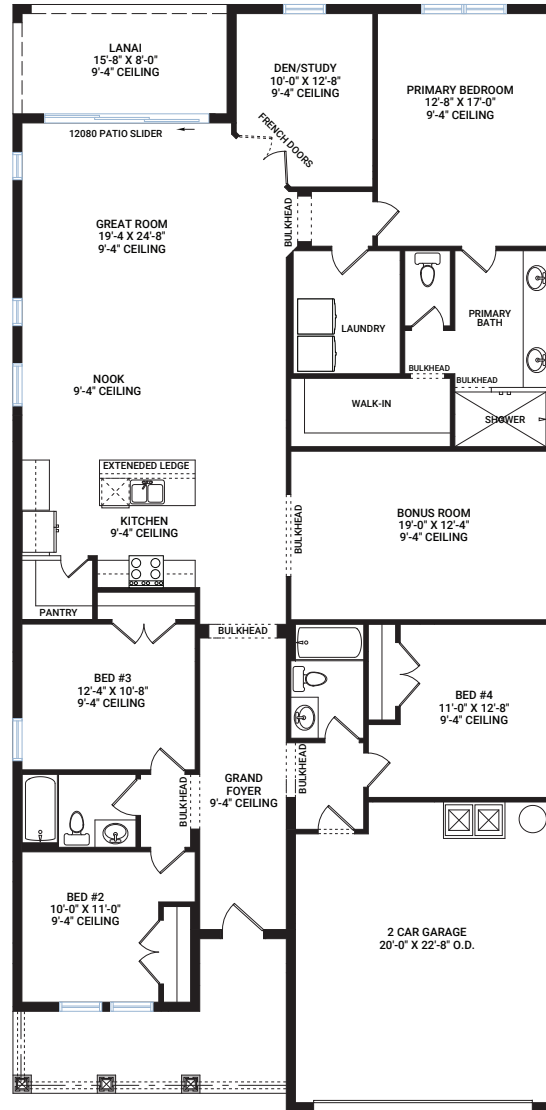 LANAI
15'-8" X 8'-0"
9'-4" CEILING
12080 PATIO SLIDER
DEN/STUDY
10'-0" X 12'-8"
9'-4" CEILING
FRENCH DOORS
PRIMARY BEDROOM
12'-8" X 17'-0"
9'-4" CEILING
GREAT ROOM
19'-4 X 24'-8"
9'-4" CEILING
BULKHEAD
LAUNDRY
PRIMARY
BATH
BULKHEAD
BULKHEAD
SHOWER
WALK-IN
NOOK
9'-4" CEILING
EXTENEDED LEDGE
KITCHEN
9'-4" CEILING
PANTRY
BULKHEAD
BONUS ROOM
19'-0" X 12'-4"
9'-4" CEILING
BULKHEAD
BED #3
12'-4" X 10'-8"
9'-4" CEILING
BED #4
11'-0" X 12'-8"
9'-4" CEILING
BULKHEAD
GRAND
FOYER
9'-4" CEILING
BULKHEAD
BED #2
10'-0" X 11'-0"
9'-4" CEILING
2 CAR GARAGE
20'-0" X 22'-8" O.D.